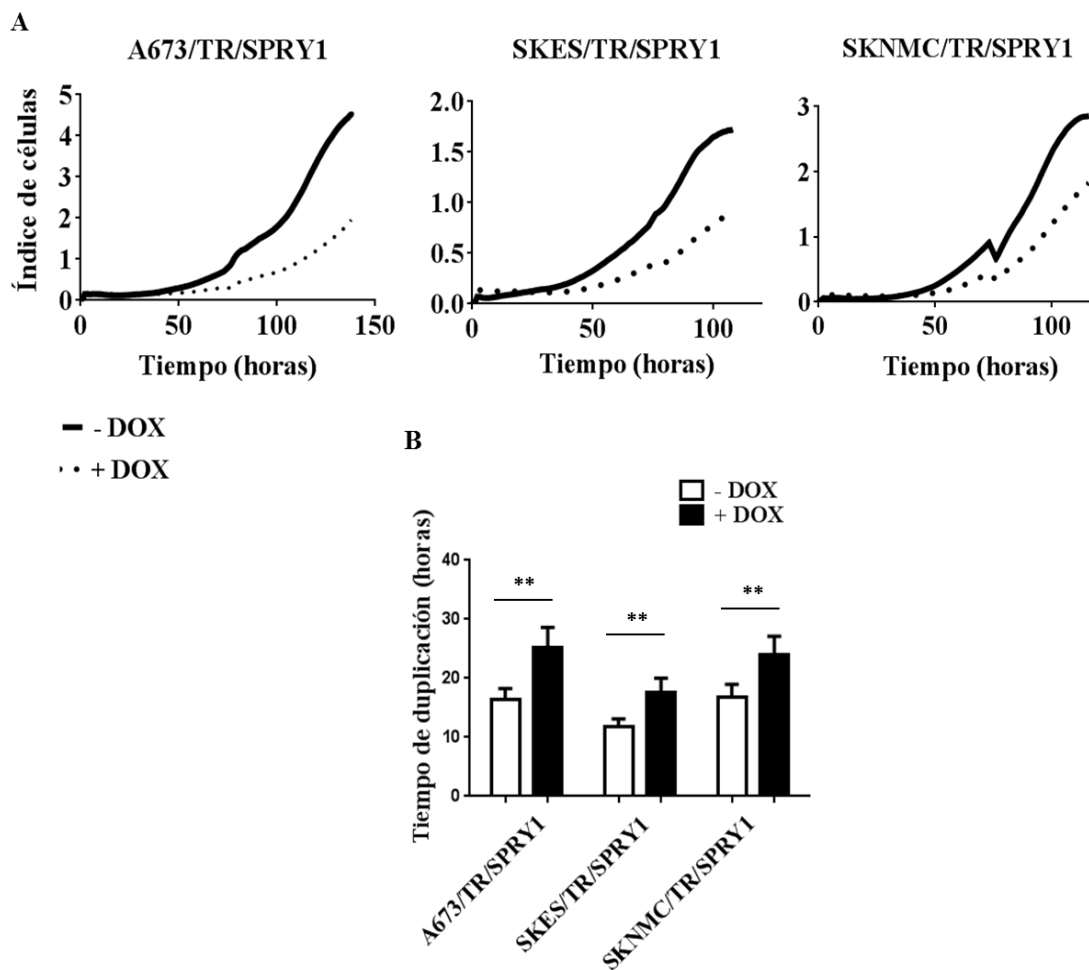 A
A673/TR/SPRY1
SKES/TR/SPRY1
SKNMC/TR/SPRY1
Índice de células
5
4
3
2
1
0
0
50
100
150
Tiempo (horas)
2.0
1.5
1.0
0.5
0.0
0
50
100
Tiempo (horas)
3
2
1
0
0
50
100
Tiempo (horas)
- DOX
+ DOX
B
- DOX
+ DOX
Tiempo de duplicación (horas)
40
30
20
10
0
**
**
**
A673/TR/SPRY1
SKES/TR/SPRY1
SKNMC/TR/SPRY1